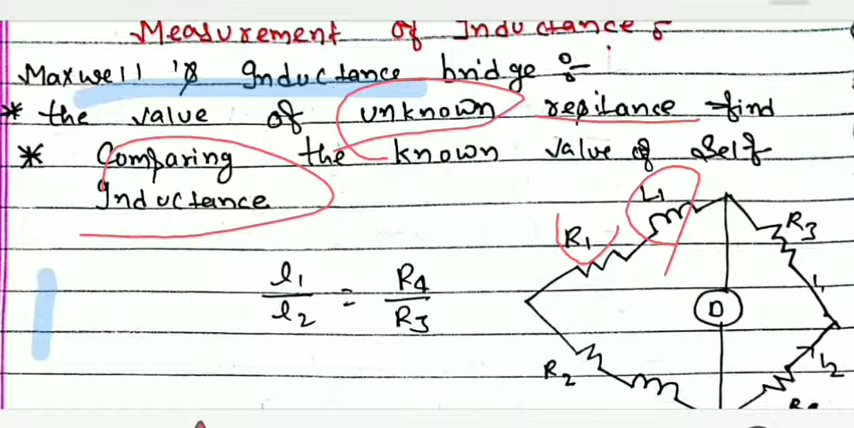 Measurement of Inductance :-
Maxwell's Inductance bridge :-
* the value of unknown resitance find
* Comparing the known value of Self
Inductance
L1
R1
R3
l1/l2 = R4/R3
D
I1
I2
R2